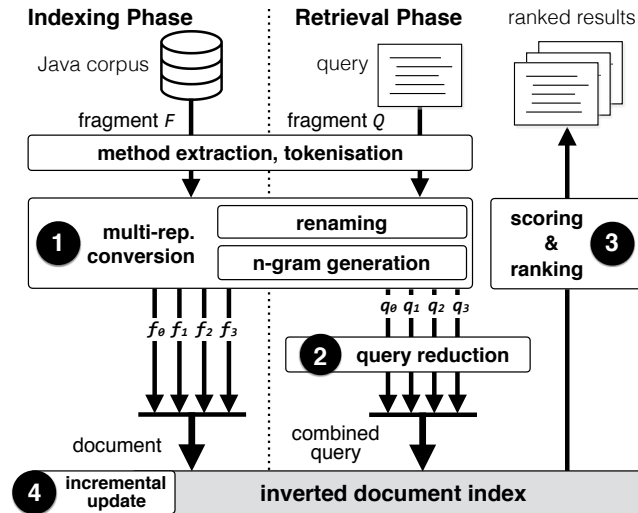 Indexing Phase
Retrieval Phase
ranked results
Java corpus
query
fragment F
fragment Q
method extraction, tokenisation
1
multi-rep.
conversion
renaming
n-gram generation
scoring
&
ranking
3
f0 f1 f2 f3
q0 q1 q2 q3
2 query reduction
document
combined
query
4
incremental
update
inverted document index